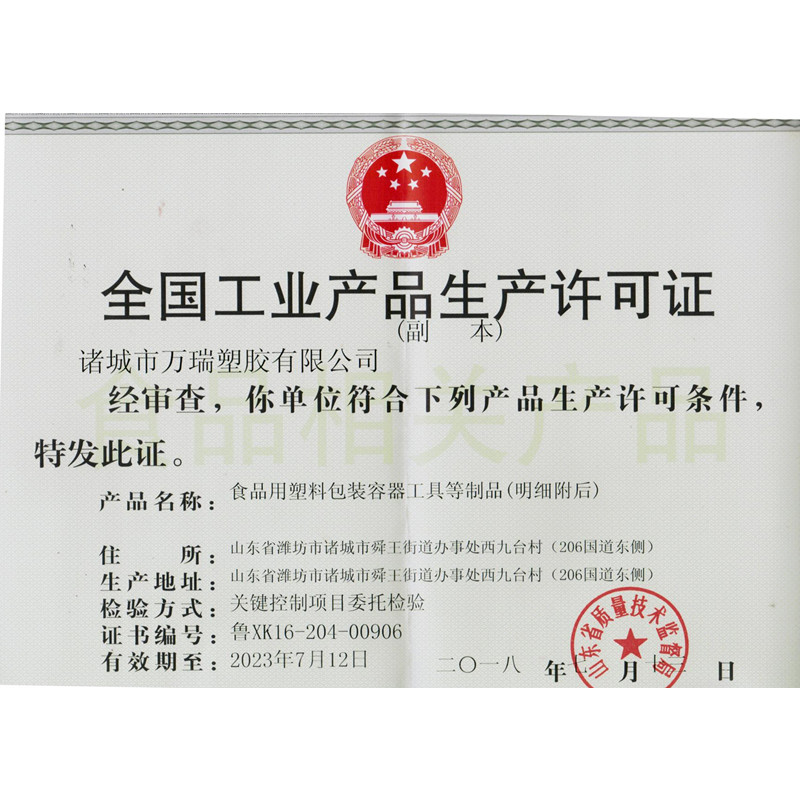 全国工业产品生产许可证
(副 本)
诸城市万瑞塑胶有限公司
食品相关产品
经审查，你单位符合下列产品生产许可条件，
特发此证。
产品名称：食品用塑料包装容器工具等制品(明细附后)
住 所：山东省潍坊市诸城市舜王街道办事处西九台村（206国道东侧）
生产地址：山东省潍坊市诸城市舜王街道办事处西九台村（206国道东侧）
检验方式：关键控制项目委托检验
证书编号：鲁XK16-204-00906
有效期至：2023年7月12日
二〇一八 年七 月十三 日
山东省质量技术监督局